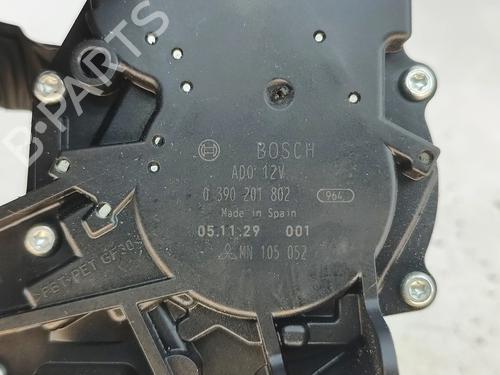 B-PARTS
BOSCH
ADO 12V
0 390 201 802
964
Made in Spain
05.11.29 001
MN 105 052
>PBT-PET GF30<